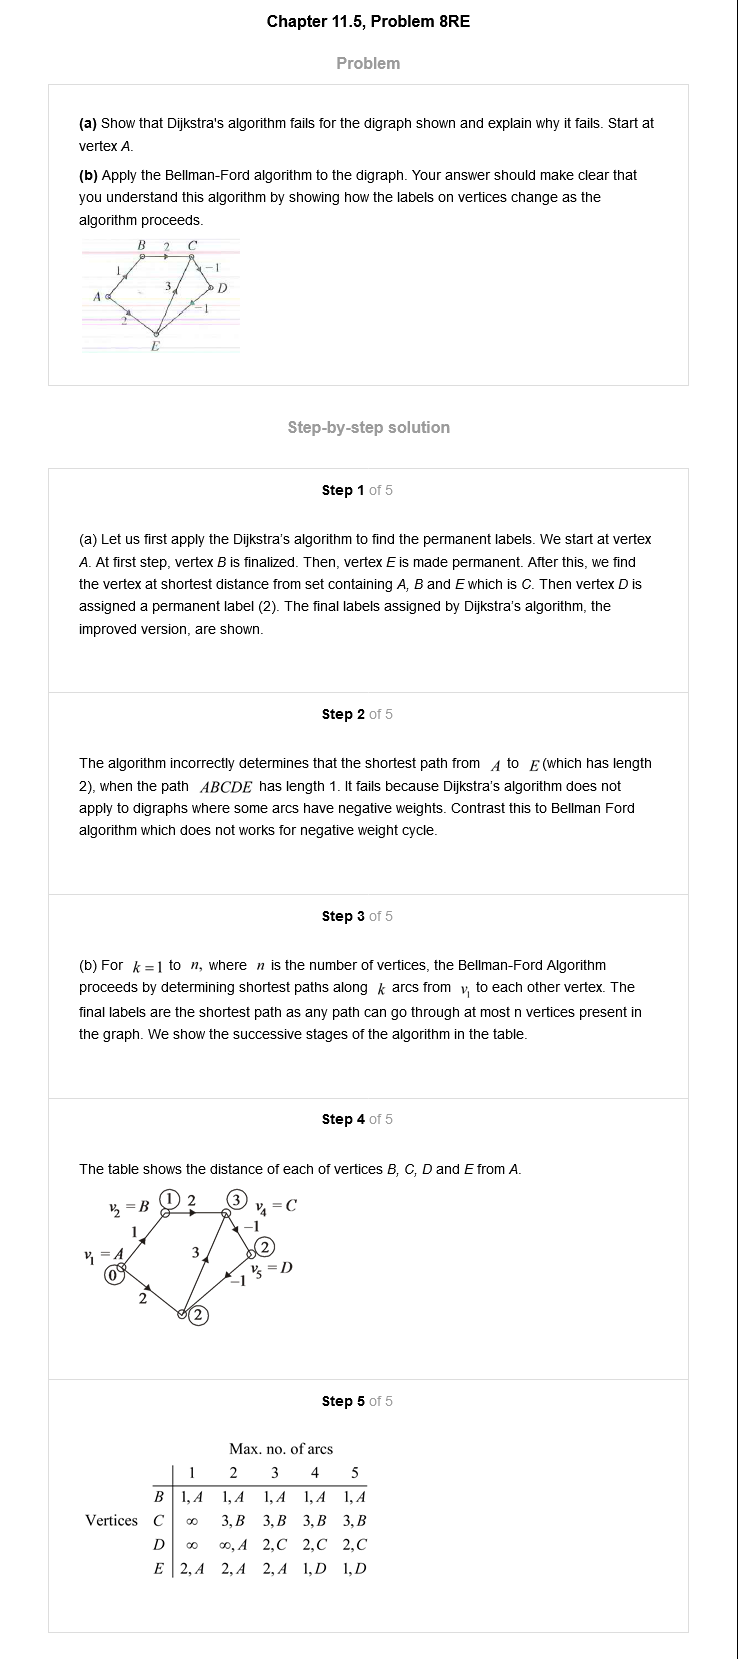 Chapter 11.5, Problem 8RE
Problem
(a) Show that Dijkstra's algorithm fails for the digraph shown and explain why it fails. Start at
vertex A.
(b) Apply the Bellman-Ford algorithm to the digraph. Your answer should make clear that
you understand this algorithm by showing how the labels on vertices change as the
algorithm proceeds.
B 2 C
1 -1
3 D
A
-1
2
E
Step-by-step solution
Step 1 of 5
(a) Let us first apply the Dijkstra's algorithm to find the permanent labels. We start at vertex
A. At first step, vertex B is finalized. Then, vertex E is made permanent. After this, we find
the vertex at shortest distance from set containing A, B and E which is C. Then vertex D is
assigned a permanent label (2). The final labels assigned by Dijkstra's algorithm, the
improved version, are shown.
Step 2 of 5
The algorithm incorrectly determines that the shortest path from A to E (which has length
2), when the path ABCDE has length 1. It fails because Dijkstra's algorithm does not
apply to digraphs where some arcs have negative weights. Contrast this to Bellman Ford
algorithm which does not works for negative weight cycle.
Step 3 of 5
(b) For k = 1 to n, where n is the number of vertices, the Bellman-Ford Algorithm
proceeds by determining shortest paths along k arcs from v₁ to each other vertex. The
final labels are the shortest path as any path can go through at most n vertices present in
the graph. We show the successive stages of the algorithm in the table.
Step 4 of 5
The table shows the distance of each of vertices B, C, D and E from A.
v₂ = B 1 2 3 v₄ = C
1 -1
v₁ = A 3 2
0 v₅ = D
2 -1
2
Step 5 of 5
Max. no. of arcs
1 2 3 4 5
B 1, A 1, A 1, A 1, A 1, A
Vertices C ∞ 3, B 3, B 3, B 3, B
D ∞ ∞, A 2, C 2, C 2, C
E 2, A 2, A 2, A 1, D 1, D